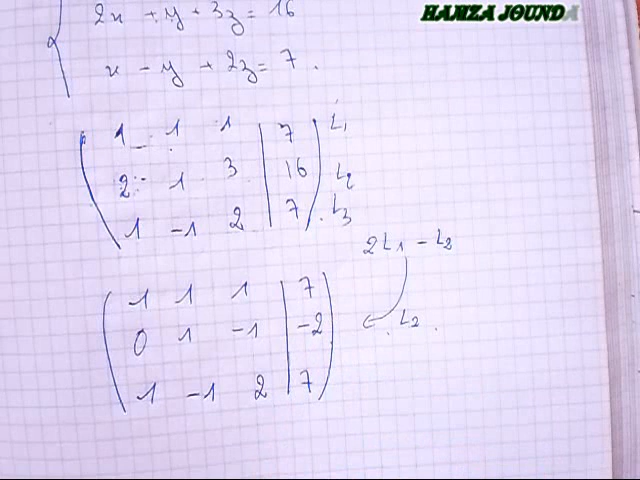 HAMZA JOUNDA
2x + y + 3z = 16
x - y + 2z = 7.
1 1 1 | 7 L1
2 1 3 | 16 L2
1 -1 2 | 7 L3
2L1 - L2
1 1 1 | 7
0 1 -1 | -2 ← L2
1 -1 2 | 7